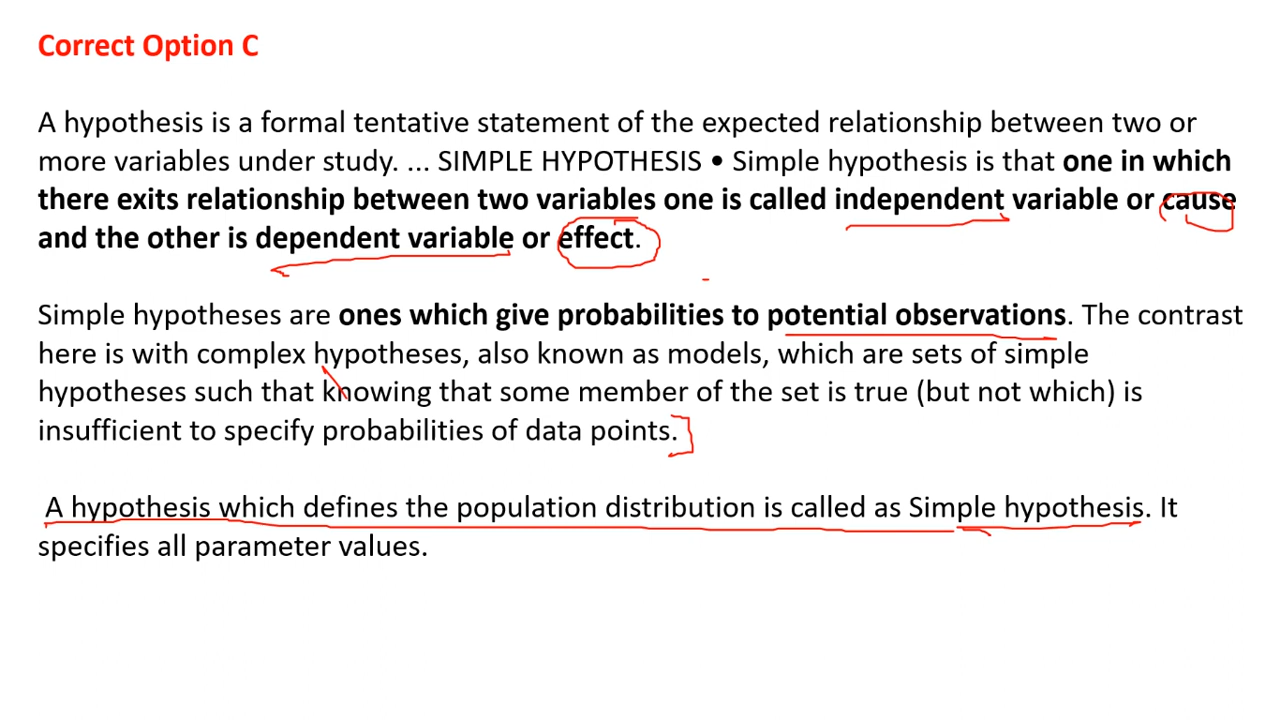 Correct Option C
A hypothesis is a formal tentative statement of the expected relationship between two or
more variables under study. ... SIMPLE HYPOTHESIS • Simple hypothesis is that one in which
there exits relationship between two variables one is called independent variable or cause
and the other is dependent variable or effect.
Simple hypotheses are ones which give probabilities to potential observations. The contrast
here is with complex hypotheses, also known as models, which are sets of simple
hypotheses such that knowing that some member of the set is true (but not which) is
insufficient to specify probabilities of data points.
A hypothesis which defines the population distribution is called as Simple hypothesis. It
specifies all parameter values.